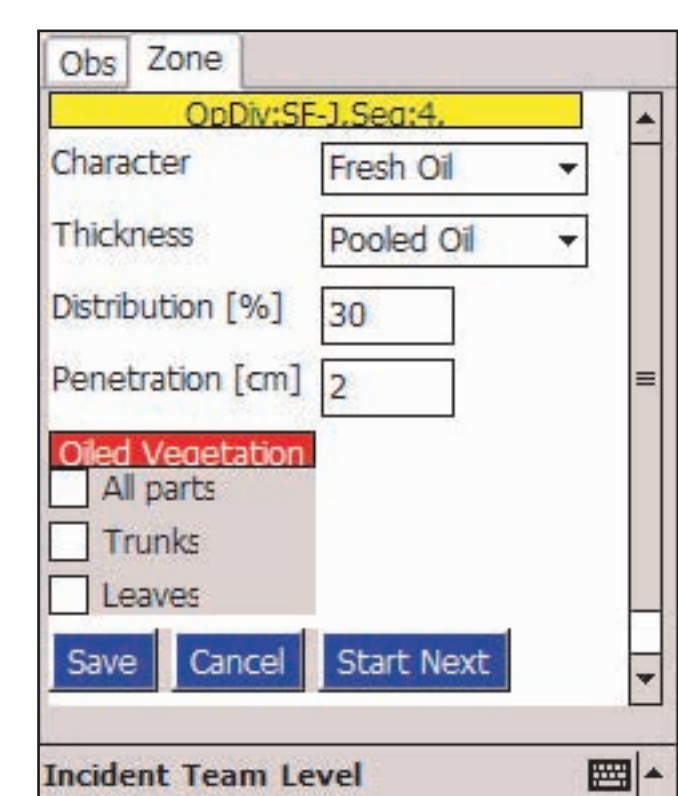 Obs Zone
OpDiv:SF-J,Seg:4,
Character Fresh Oil
Thickness Pooled Oil
Distribution [%] 30
Penetration [cm] 2
Oiled Vegetation
All parts
Trunks
Leaves
Save Cancel Start Next
Incident Team Level